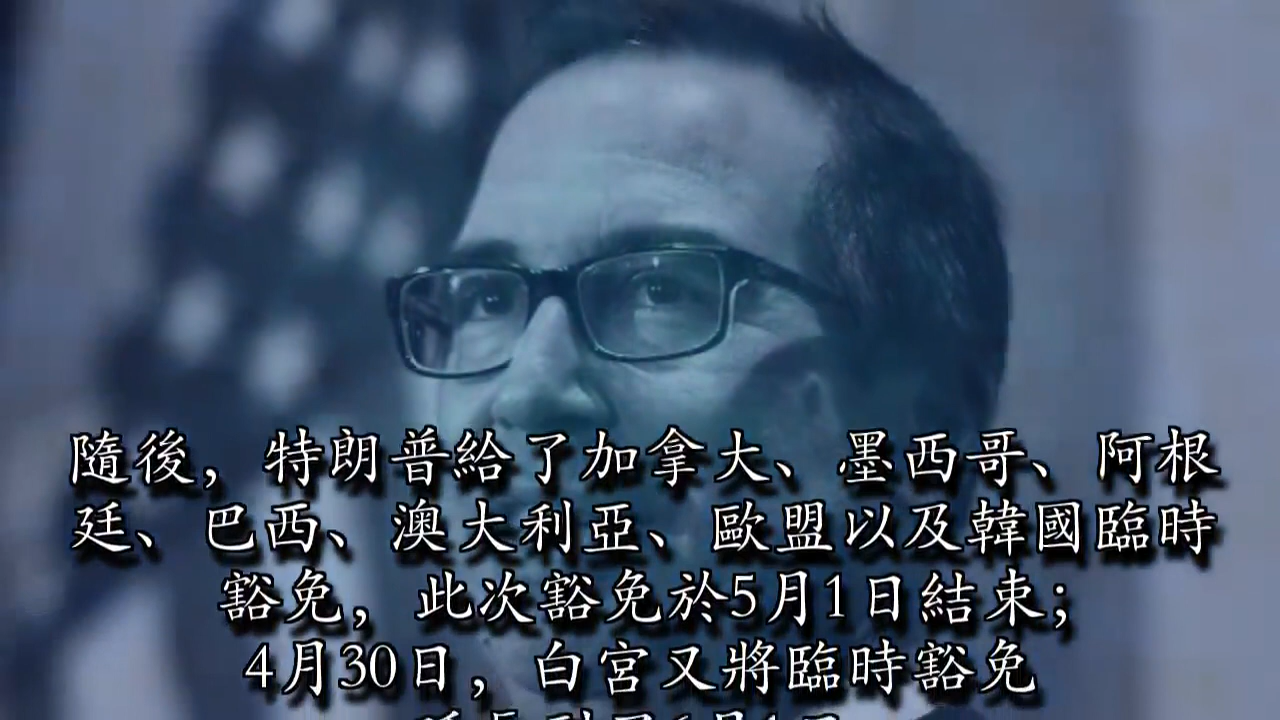 隨後，特朗普給了加拿大、墨西哥、阿根
廷、巴西、澳大利亞、歐盟以及韓國臨時
豁免，此次豁免於5月1日結束；
4月30日，白宮又將臨時豁免